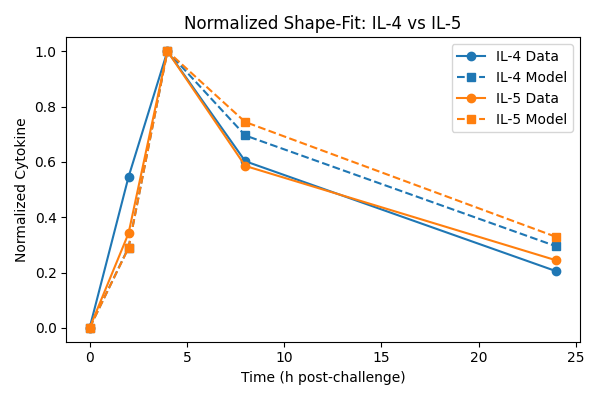 Normalized Shape-Fit: IL-4 vs IL-5
Normalized Cytokine
1.0
0.8
0.6
0.4
0.2
0.0
IL-4 Data
IL-4 Model
IL-5 Data
IL-5 Model
0
5
10
15
20
25
Time (h post-challenge)